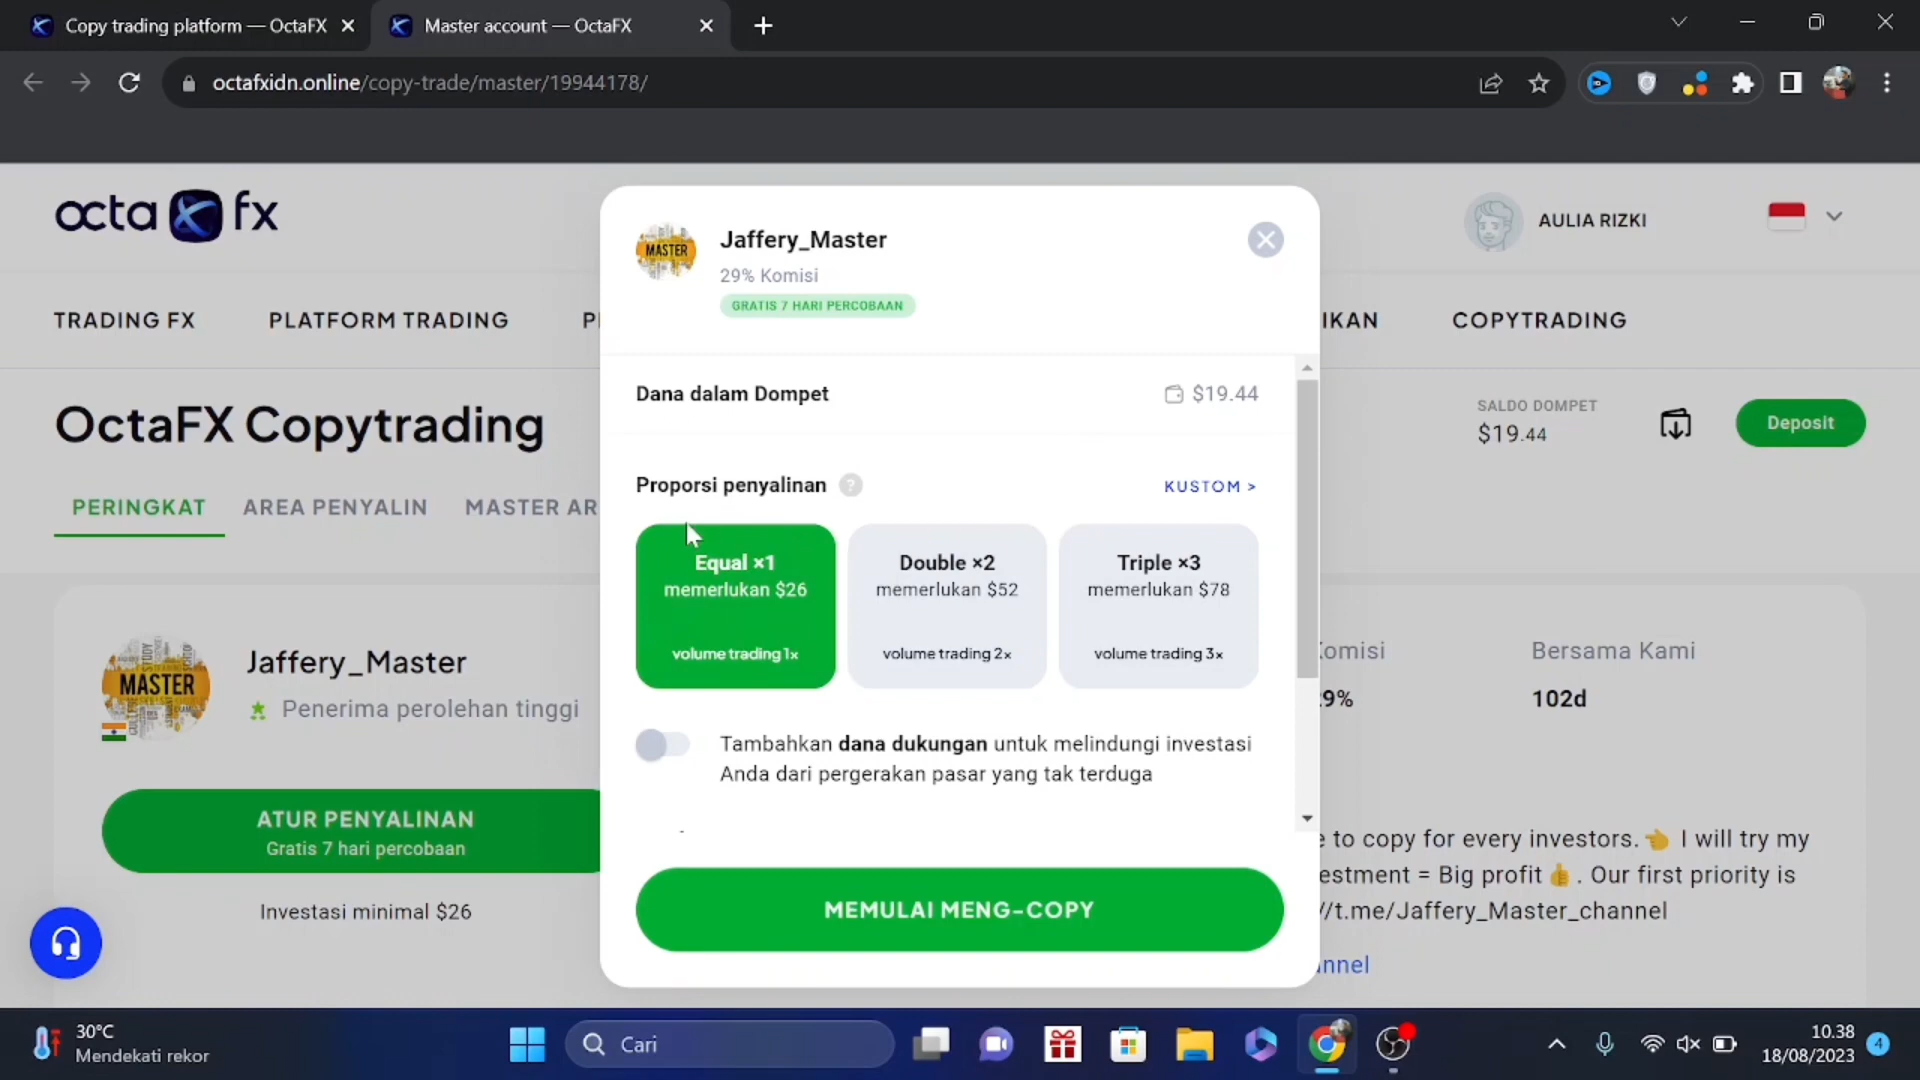 Copy trading platform — OctaFX
Master account — OctaFX
octafxidn.online/copy-trade/master/19944178/
octa fx
AULIA RIZKI
TRADING FX
PLATFORM TRADING
IKAN
COPYTRADING
OctaFX Copytrading
SALDO DOMPET
$19.44
Deposit
PERINGKAT
AREA PENYALIN
MASTER AR
MASTER
Jaffery_Master
Penerima perolehan tinggi
ATUR PENYALINAN
Gratis 7 hari percobaan
Investasi minimal $26
Komisi
Bersama Kami
102d
e to copy for every investors. 👈 I will try my
estment = Big profit👍. Our first priority is
//t.me/Jaffery_Master_channel
nnel
MASTER
Jaffery_Master
29% Komisi
GRATIS 7 HARI PERCOBAAN
Dana dalam Dompet
$19.44
Proporsi penyalinan ?
KUSTOM >
Equal ×1
memerlukan $26
volume trading 1×
Double ×2
memerlukan $52
volume trading 2×
Triple ×3
memerlukan $78
volume trading 3×
Tambahkan dana dukungan untuk melindungi investasi
Anda dari pergerakan pasar yang tak terduga
MEMULAI MENG-COPY
30°C
Mendekati rekor
Cari
10.38
18/08/2023
4